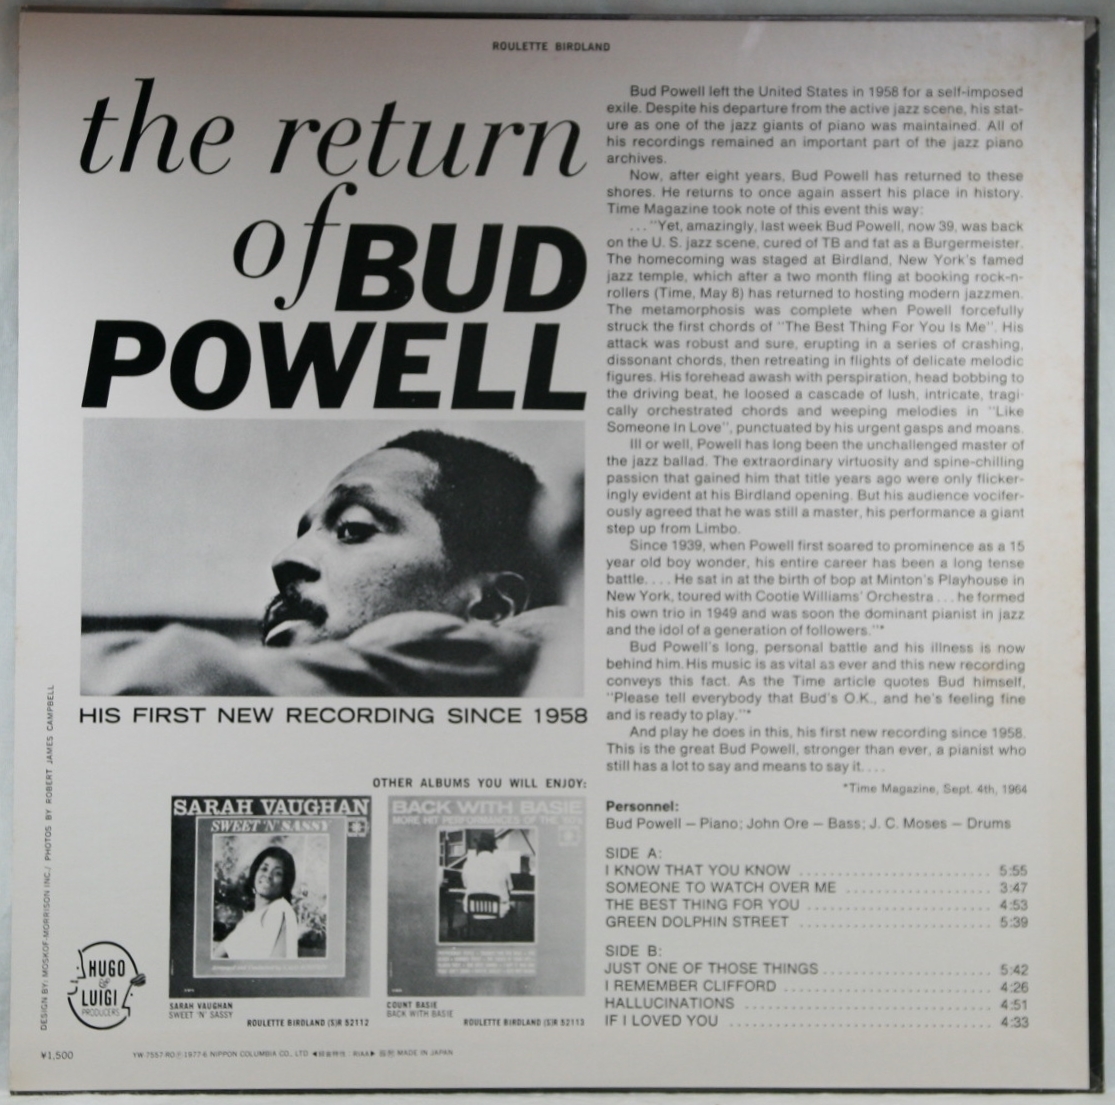 ROULETTE BIRDLAND
the return
of BUD
POWELL
HIS FIRST NEW RECORDING SINCE 1958
Bud Powell left the United States in 1958 for a self-imposed
exile. Despite his departure from the active jazz scene, his stat-
ure as one of the jazz giants of piano was maintained. All of
his recordings remained an important part of the jazz piano
archives.
Now, after eight years, Bud Powell has returned to these
shores. He returns to once again assert his place in history.
Time Magazine took note of this event this way:
... "Yet, amazingly, last week Bud Powell, now 39, was back
on the U. S. jazz scene, cured of TB and fat as a Burgermeister.
The homecoming was staged at Birdland, New York's famed
jazz temple, which after a two month fling at booking rock-n-
rollers (Time, May 8) has returned to hosting modern jazzmen.
The metamorphosis was complete when Powell forcefully
struck the first chords of "The Best Thing For You Is Me". His
attack was robust and sure, erupting in a series of crashing,
dissonant chords, then retreating in flights of delicate melodic
figures. His forehead awash with perspiration, head bobbing to
the driving beat, he loosed a cascade of lush, intricate, tragi-
cally orchestrated chords and weeping melodies in "Like
Someone In Love", punctuated by his urgent gasps and moans.
Ill or well, Powell has long been the unchallenged master of
the jazz ballad. The extraordinary virtuosity and spine-chilling
passion that gained him that title years ago were only flicker-
ingly evident at his Birdland opening. But his audience vocifer-
ously agreed that he was still a master, his performance a giant
step up from Limbo.
Since 1939, when Powell first soared to prominence as a 15
year old boy wonder, his entire career has been a long tense
battle. . . . He sat in at the birth of bop at Minton's Playhouse in
New York, toured with Cootie Williams' Orchestra . . . he formed
his own trio in 1949 and was soon the dominant pianist in jazz
and the idol of a generation of followers."*
Bud Powell's long, personal battle and his illness is now
behind him. His music is as vital as ever and this new recording
conveys this fact. As the Time article quotes Bud himself,
"Please tell everybody that Bud's O.K., and he's feeling fine
and is ready to play."*
And play he does in this, his first new recording since 1958.
This is the great Bud Powell, stronger than ever, a pianist who
still has a lot to say and means to say it. . . .
*Time Magazine, Sept. 4th, 1964
Personnel:
Bud Powell – Piano; John Ore – Bass; J. C. Moses – Drums
SIDE A:
I KNOW THAT YOU KNOW 5:55
SOMEONE TO WATCH OVER ME 3:47
THE BEST THING FOR YOU 4:53
GREEN DOLPHIN STREET 5:39
SIDE B:
JUST ONE OF THOSE THINGS 5:42
I REMEMBER CLIFFORD 4:26
HALLUCINATIONS 4:51
IF I LOVED YOU 4:33
OTHER ALBUMS YOU WILL ENJOY:
SARAH VAUGHAN
SWEET 'N' SASSY
BACK WITH BASIE
MORE HIT PERFORMANCES OF THE '60's
SARAH VAUGHAN
SWEET 'N' SASSY
ROULETTE BIRDLAND (S)R 52112
COUNT BASIE
BACK WITH BASIE
ROULETTE BIRDLAND (S)R 52113
DESIGN BY: MOSKOF-MORRISON INC./ PHOTOS BY ROBERT JAMES CAMPBELL
HUGO
&
LUIGI
PRODUCERS
¥1,500
YW-7557-RO Ⓟ 1977·6 NIPPON COLUMBIA CO., LTD ◀録音特性:RIAA▶ MADE IN JAPAN